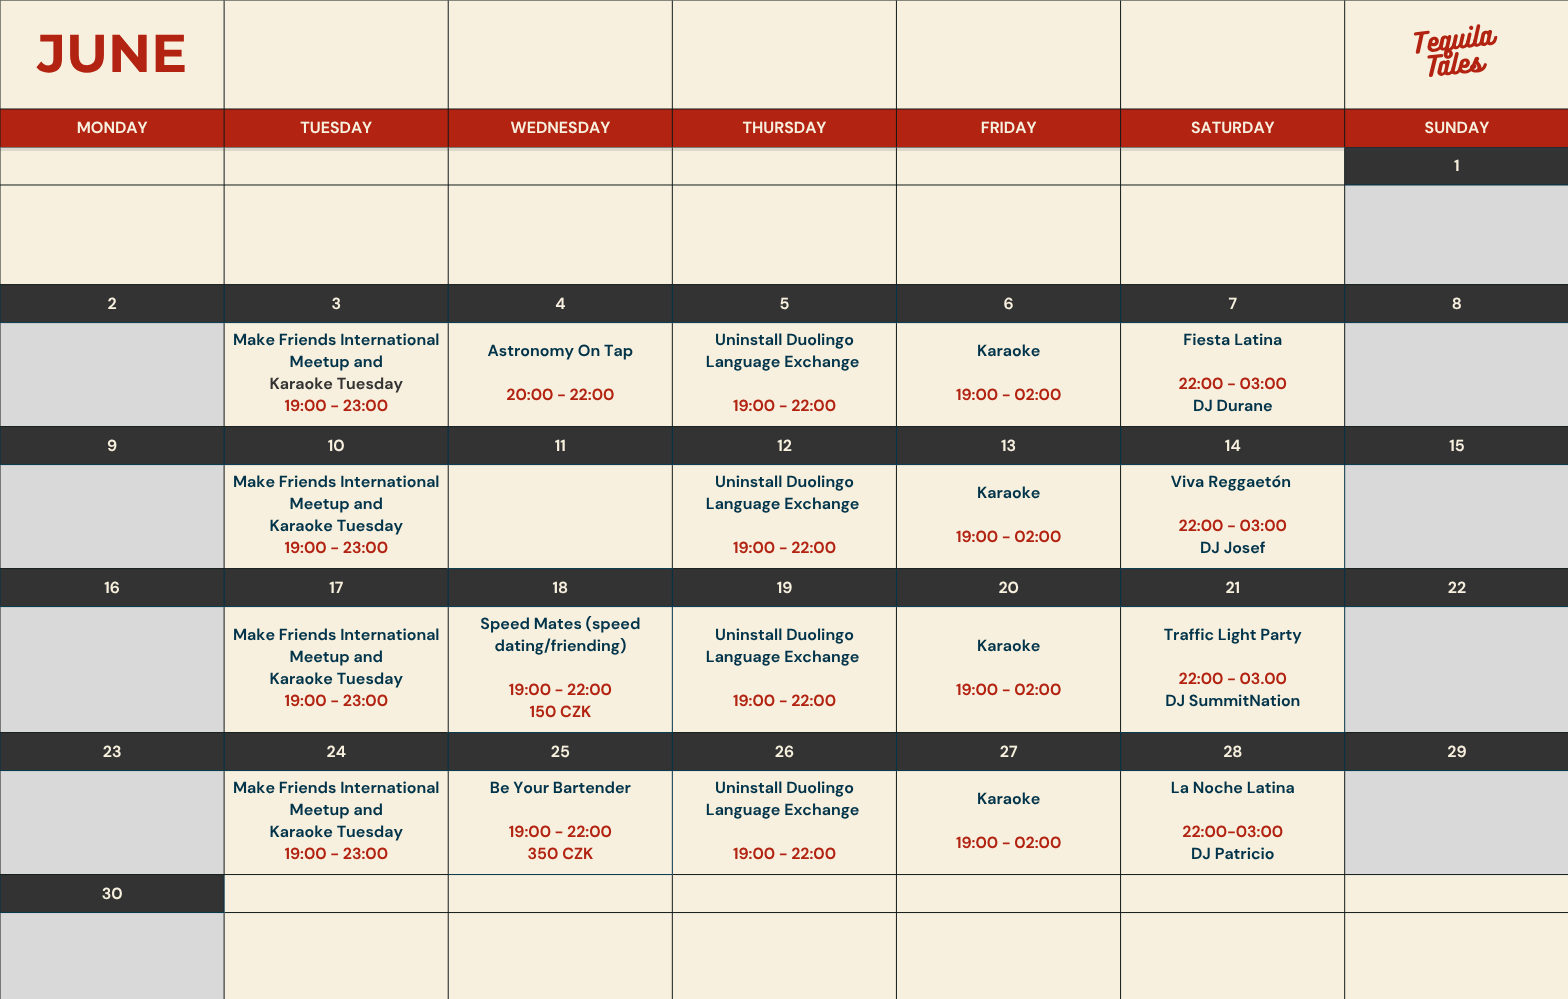 JUNE
Tequila
Tales
MONDAY
TUESDAY
WEDNESDAY
THURSDAY
FRIDAY
SATURDAY
SUNDAY
1
2
3
4
5
6
7
8
Make Friends International
Meetup and
Karaoke Tuesday
19:00 - 23:00
Astronomy On Tap
20:00 - 22:00
Uninstall Duolingo
Language Exchange
19:00 - 22:00
Karaoke
19:00 - 02:00
Fiesta Latina
22:00 - 03:00
DJ Durane
9
10
11
12
13
14
15
Make Friends International
Meetup and
Karaoke Tuesday
19:00 - 23:00
Uninstall Duolingo
Language Exchange
19:00 - 22:00
Karaoke
19:00 - 02:00
Viva Reggaetón
22:00 - 03:00
DJ Josef
16
17
18
19
20
21
22
Make Friends International
Meetup and
Karaoke Tuesday
19:00 - 23:00
Speed Mates (speed
dating/friending)
19:00 - 22:00
150 CZK
Uninstall Duolingo
Language Exchange
19:00 - 22:00
Karaoke
19:00 - 02:00
Traffic Light Party
22:00 - 03.00
DJ SummitNation
23
24
25
26
27
28
29
Make Friends International
Meetup and
Karaoke Tuesday
19:00 - 23:00
Be Your Bartender
19:00 - 22:00
350 CZK
Uninstall Duolingo
Language Exchange
19:00 - 22:00
Karaoke
19:00 - 02:00
La Noche Latina
22:00-03:00
DJ Patricio
30